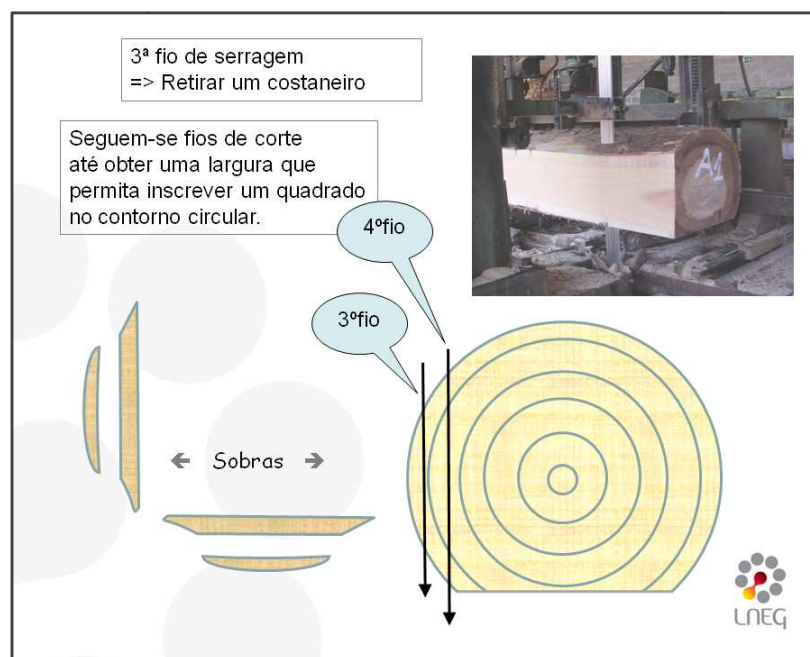 3ª fio de serragem
=> Retirar um costaneiro
Seguem-se fios de corte
até obter uma largura que
permita inscrever um quadrado
no contorno circular.
4ºfio
3ºfio
A1
Sobras
LNEG